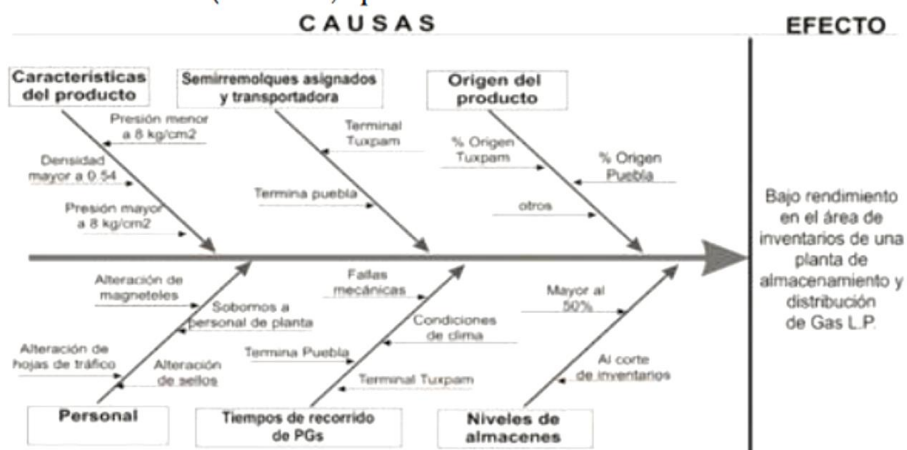 CAUSAS
EFECTO
Características
del producto
Semirremolques asignados
y transportadora
Origen del
producto
Presión menor
a 8 kg/cm2
Densidad
mayor a 0.54
Presión mayor
a 8 kg/cm2
Terminal
Tuxpam
Termina puebla
% Origen
Tuxpam
% Origen
Puebla
otros
Bajo rendimiento
en el área de
inventarios de una
planta de
almacenamiento y
distribución
de Gas L.P.
Alteración de
magneteles
Sobornos a
personal de planta
Alteración de
hojas de tráfico
Alteración
de sellos
Fallas
mecánicas
Condiciones
de clima
Termina Puebla
Terminal Tuxpam
Mayor al
50%
Al corte
de inventarios
Personal
Tiempos de recorrido
de PGs
Niveles de
almacenes